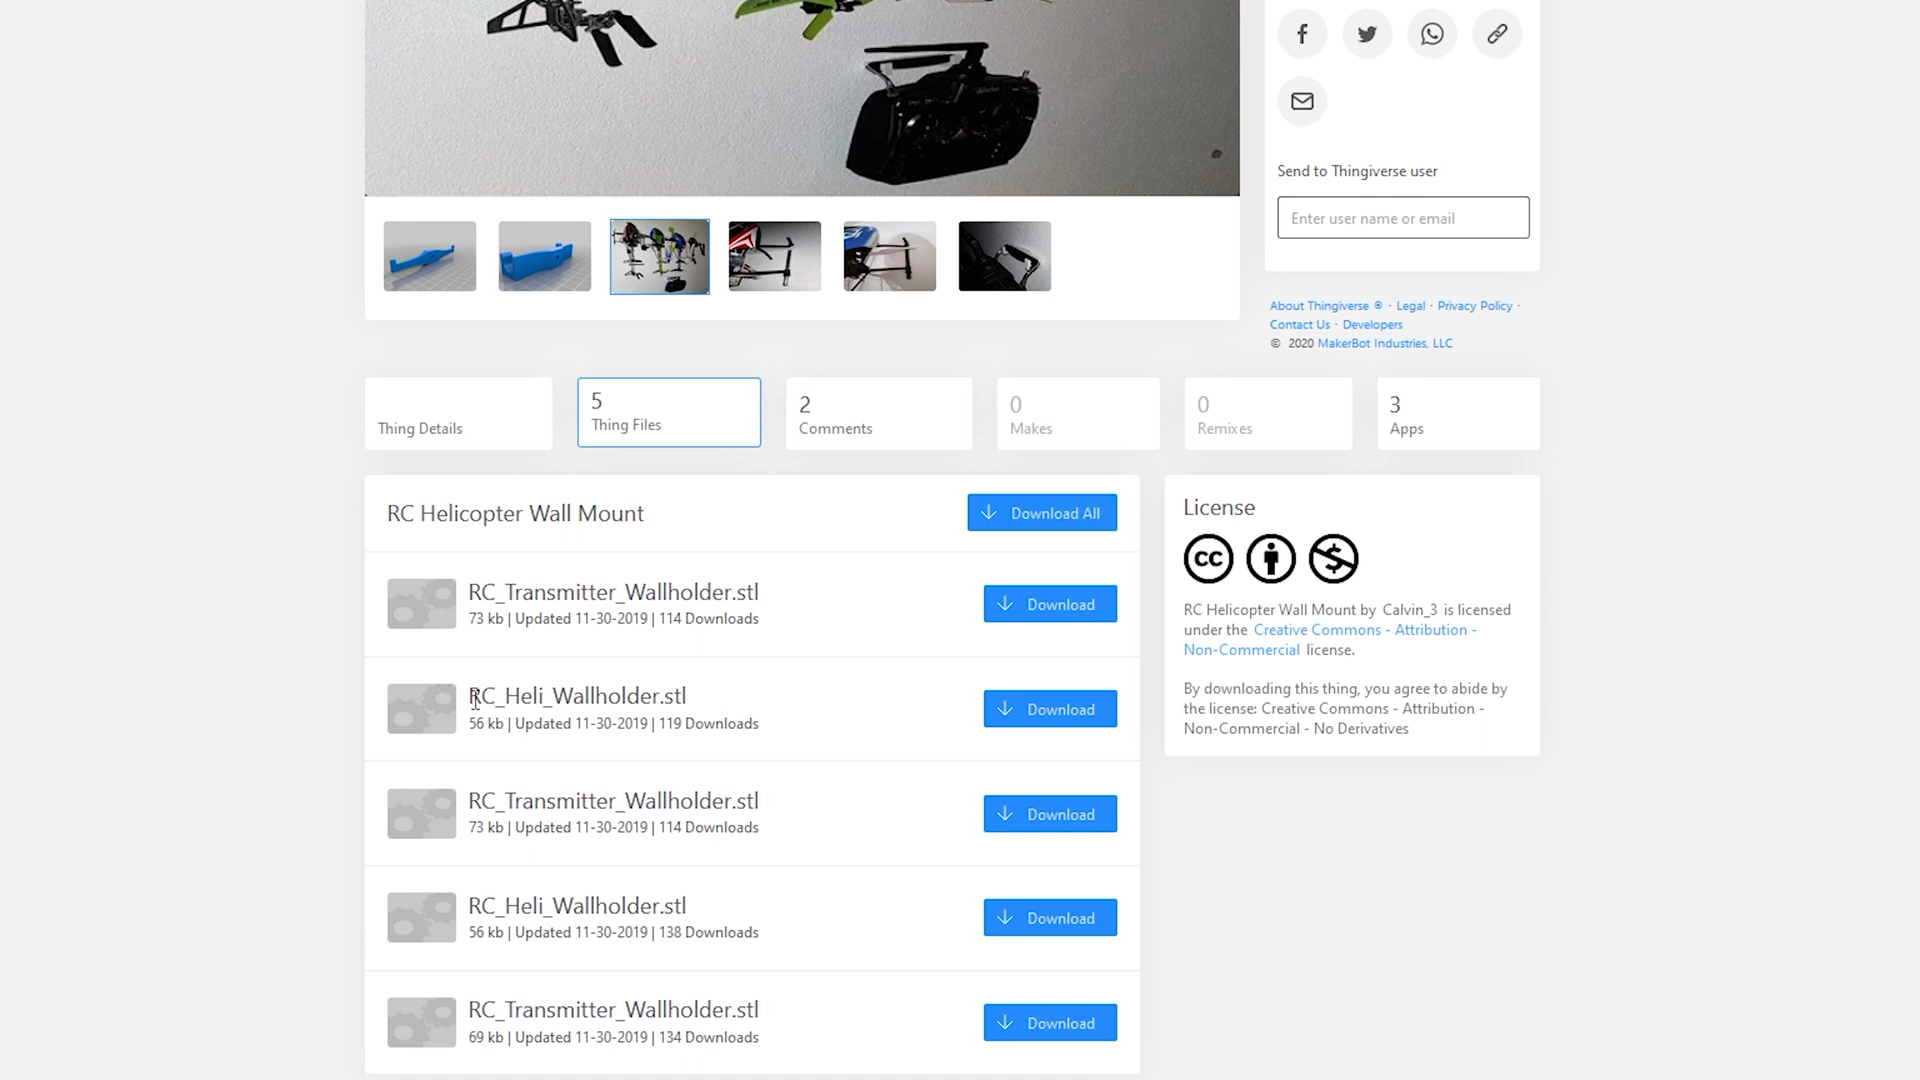 Send to Thingiverse user
Enter user name or email
About Thingiverse ® · Legal · Privacy Policy ·
Contact Us · Developers
© 2020 MakerBot Industries, LLC
Thing Details
5
Thing Files
2
Comments
0
Makes
0
Remixes
3
Apps
RC Helicopter Wall Mount
Download All
RC_Transmitter_Wallholder.stl
73 kb | Updated 11-30-2019 | 114 Downloads
Download
RC_Heli_Wallholder.stl
56 kb | Updated 11-30-2019 | 119 Downloads
Download
RC_Transmitter_Wallholder.stl
73 kb | Updated 11-30-2019 | 114 Downloads
Download
RC_Heli_Wallholder.stl
56 kb | Updated 11-30-2019 | 138 Downloads
Download
RC_Transmitter_Wallholder.stl
69 kb | Updated 11-30-2019 | 134 Downloads
Download
License
cc
$
RC Helicopter Wall Mount by Calvin_3 is licensed
under the Creative Commons - Attribution -
Non-Commercial license.
By downloading this thing, you agree to abide by
the license: Creative Commons - Attribution -
Non-Commercial - No Derivatives